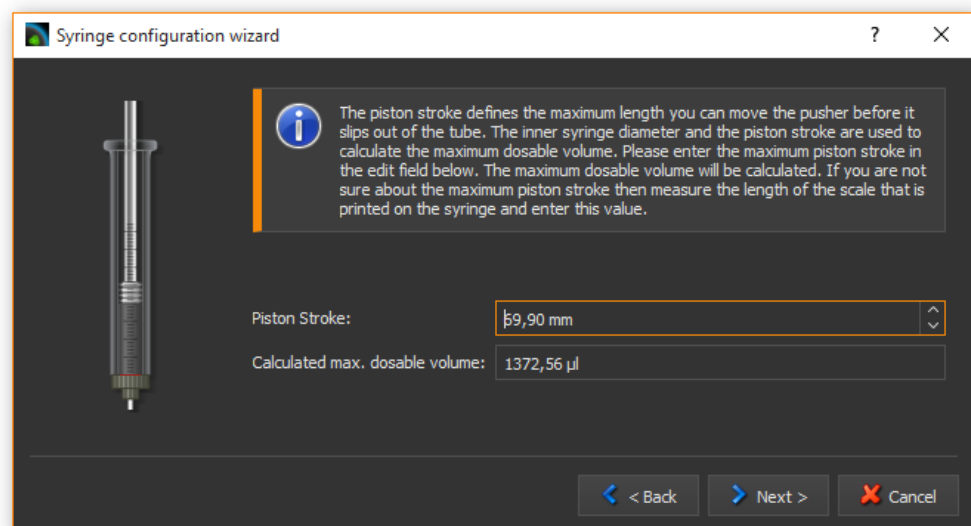 Syringe configuration wizard
?
The piston stroke defines the maximum length you can move the pusher before it
slips out of the tube. The inner syringe diameter and the piston stroke are used to
calculate the maximum dosable volume. Please enter the maximum piston stroke in
the edit field below. The maximum dosable volume will be calculated. If you are not
sure about the maximum piston stroke then measure the length of the scale that is
printed on the syringe and enter this value.
Piston Stroke: 69,90 mm
Calculated max. dosable volume: 1372,56 µl
< Back Next > Cancel